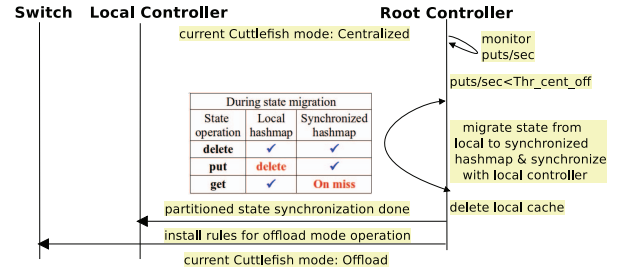 Switch Local Controller Root Controller
current Cuttlefish mode: Centralized
monitor
puts/sec
puts/sec<Thr_cent_off
During state migration
State operation Local hashmap Synchronized hashmap
delete ✓ ✓
put delete ✓
get ✓ On miss
migrate state from
local to synchronized
hashmap & synchronize
with local controller
delete local cache
partitioned state synchronization done
install rules for offload mode operation
current Cuttlefish mode: Offload